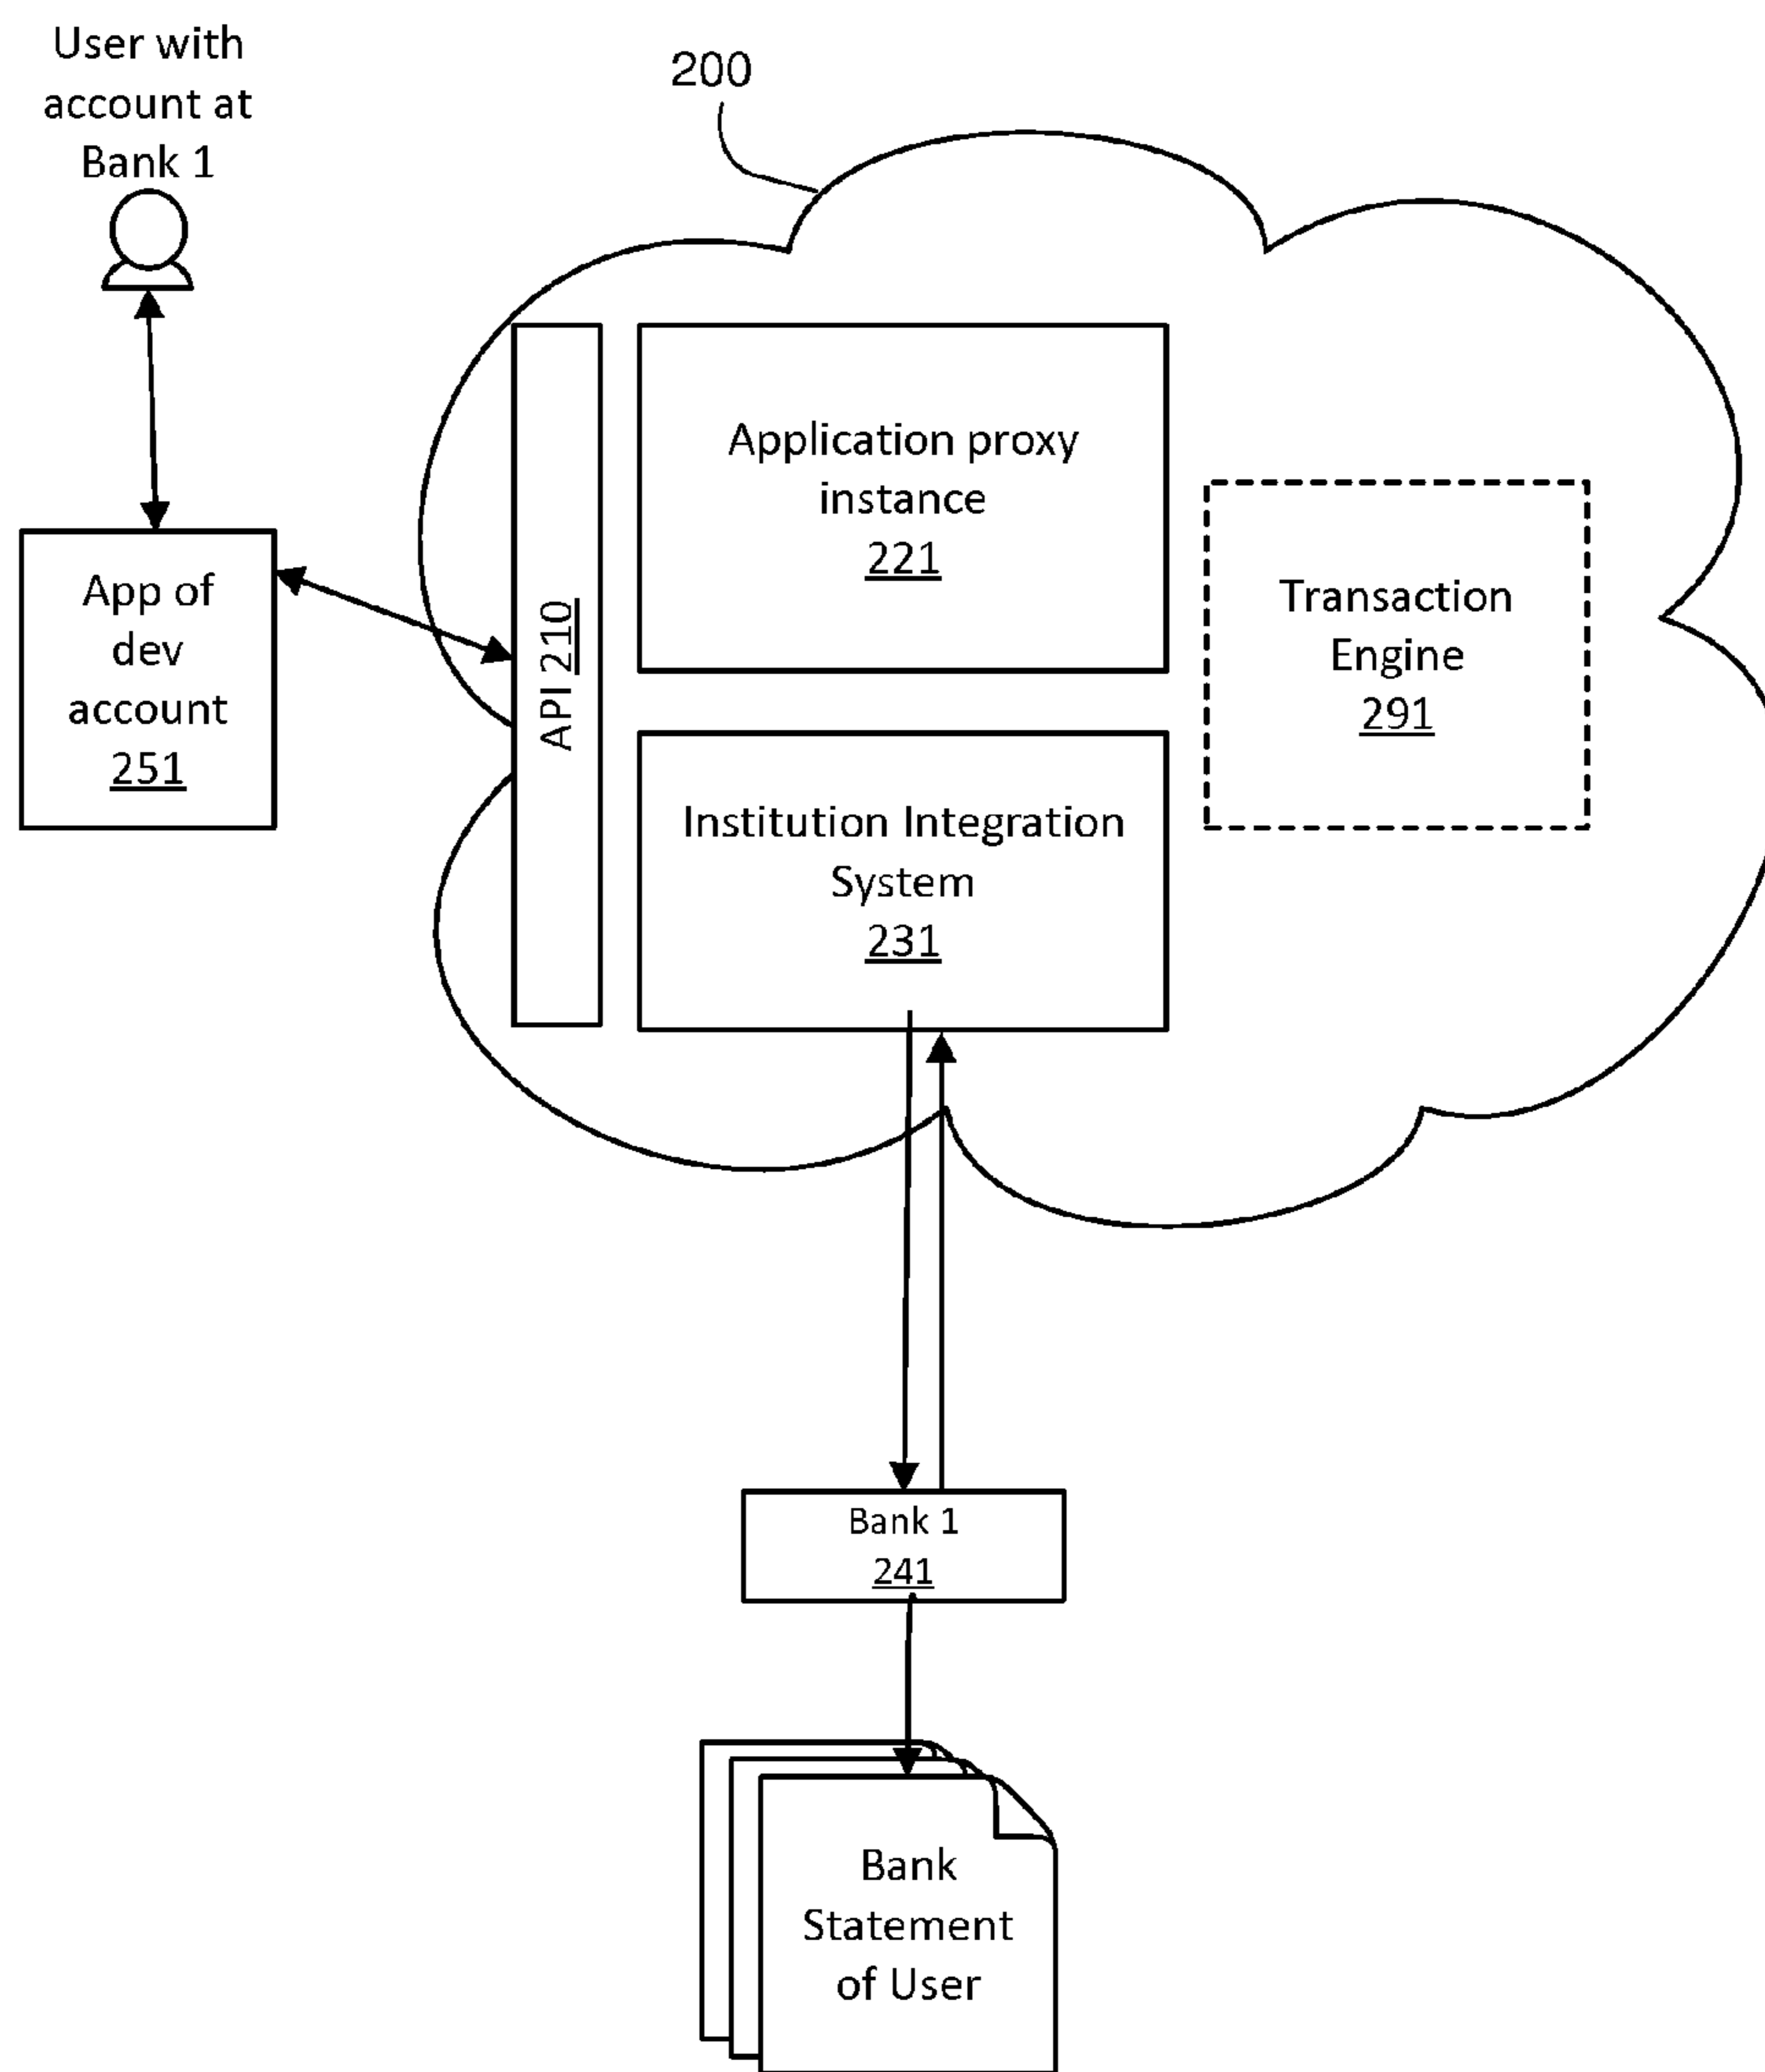 User with
account at
Bank 1
200
Application proxy
instance
221
App of
dev
account
251
API 210
Transaction
Engine
291
Institution Integration
System
231
Bank 1
241
Bank
Statement
of User